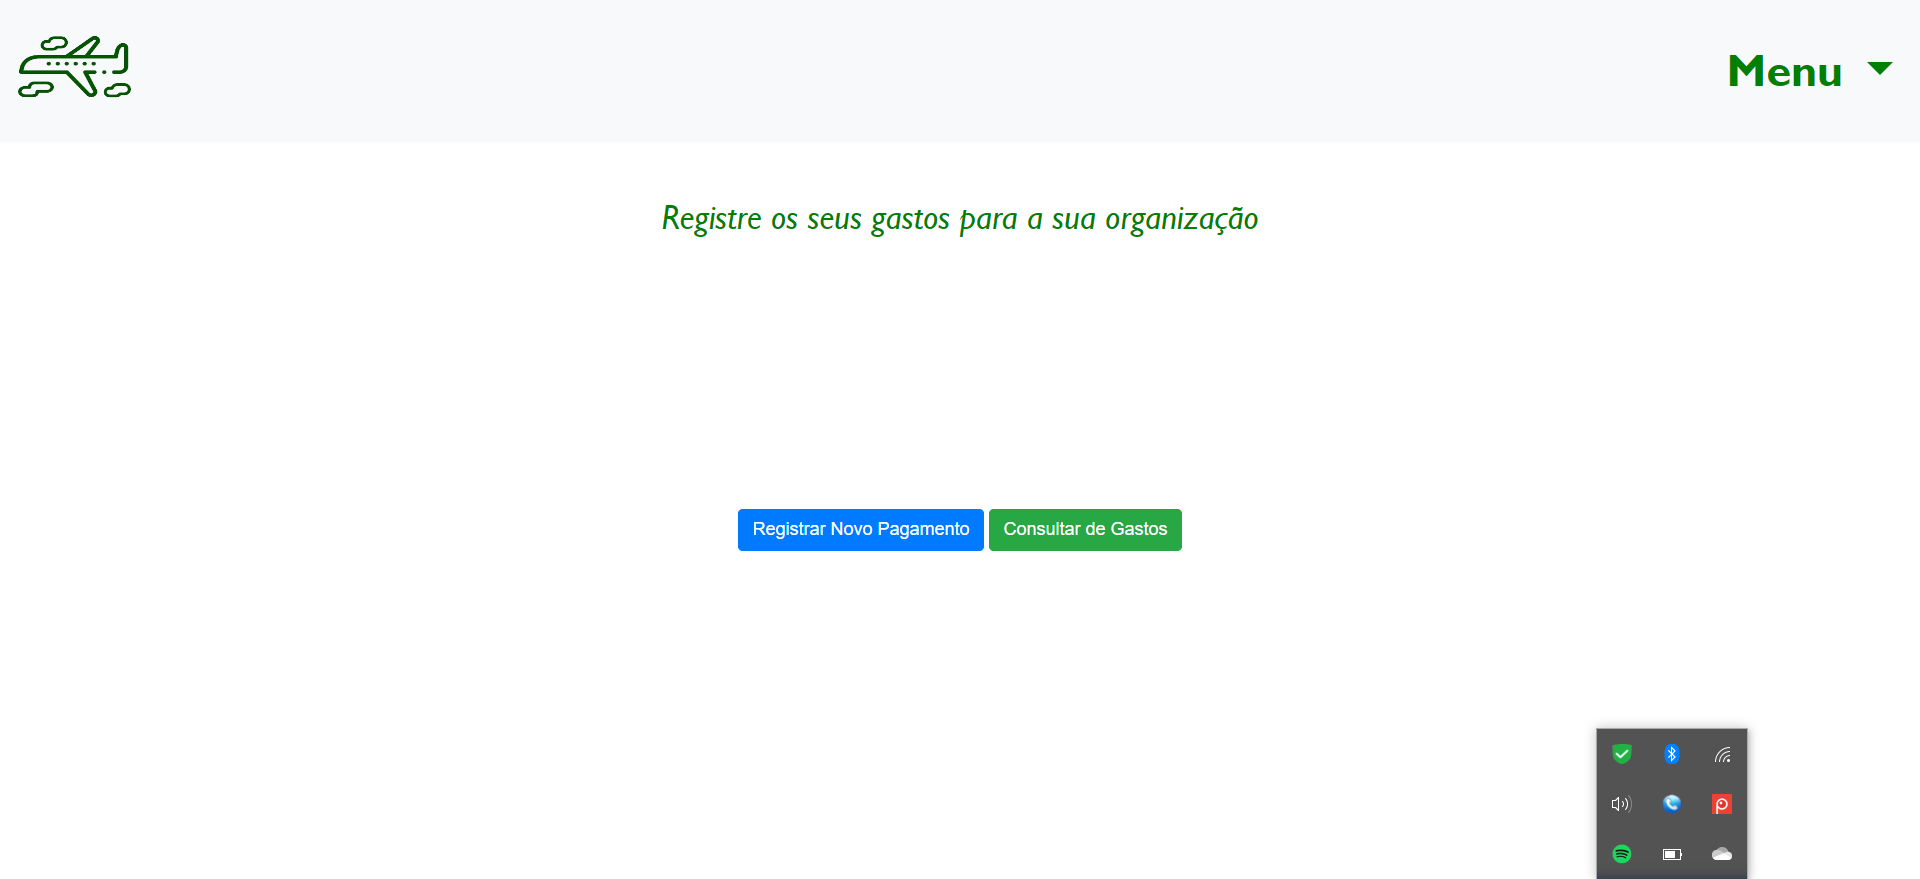 Menu
Registre os seus gastos para a sua organização
Registrar Novo Pagamento
Consultar de Gastos